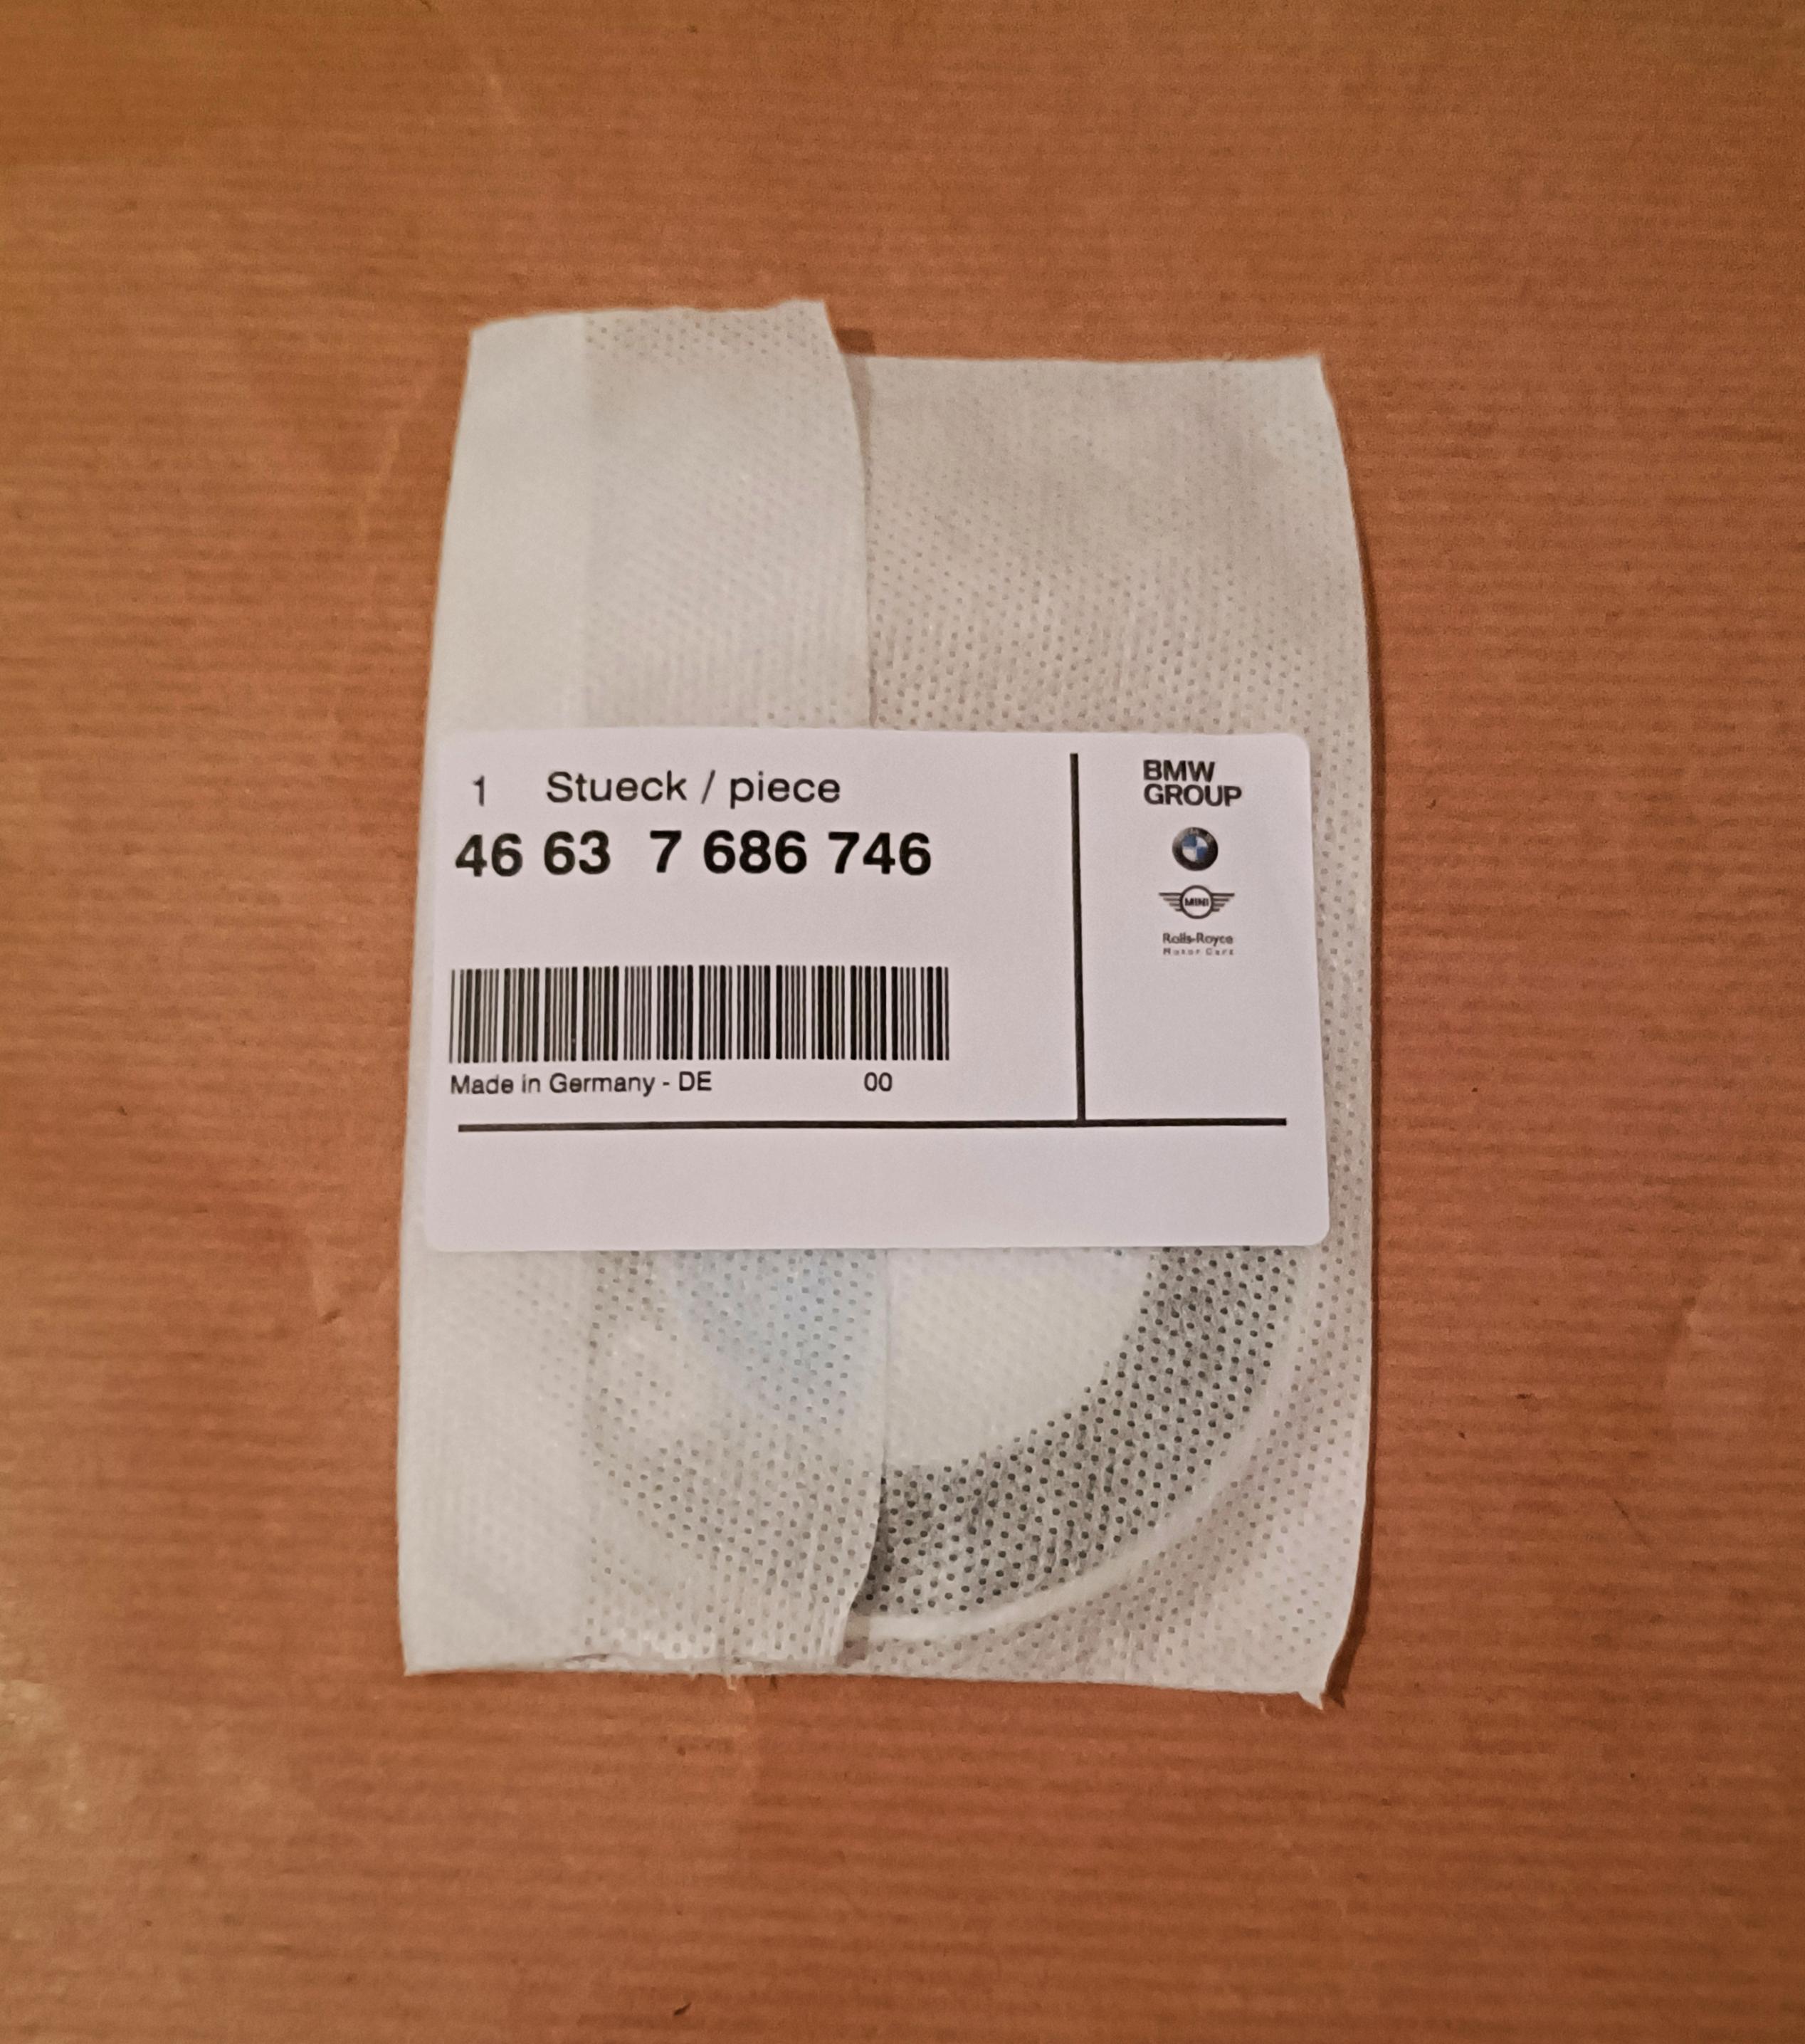 1 Stueck / piece
46 63 7 686 746
Made in Germany - DE 00
BMW
GROUP
MINI
Rolls-Royce
Motor Cars